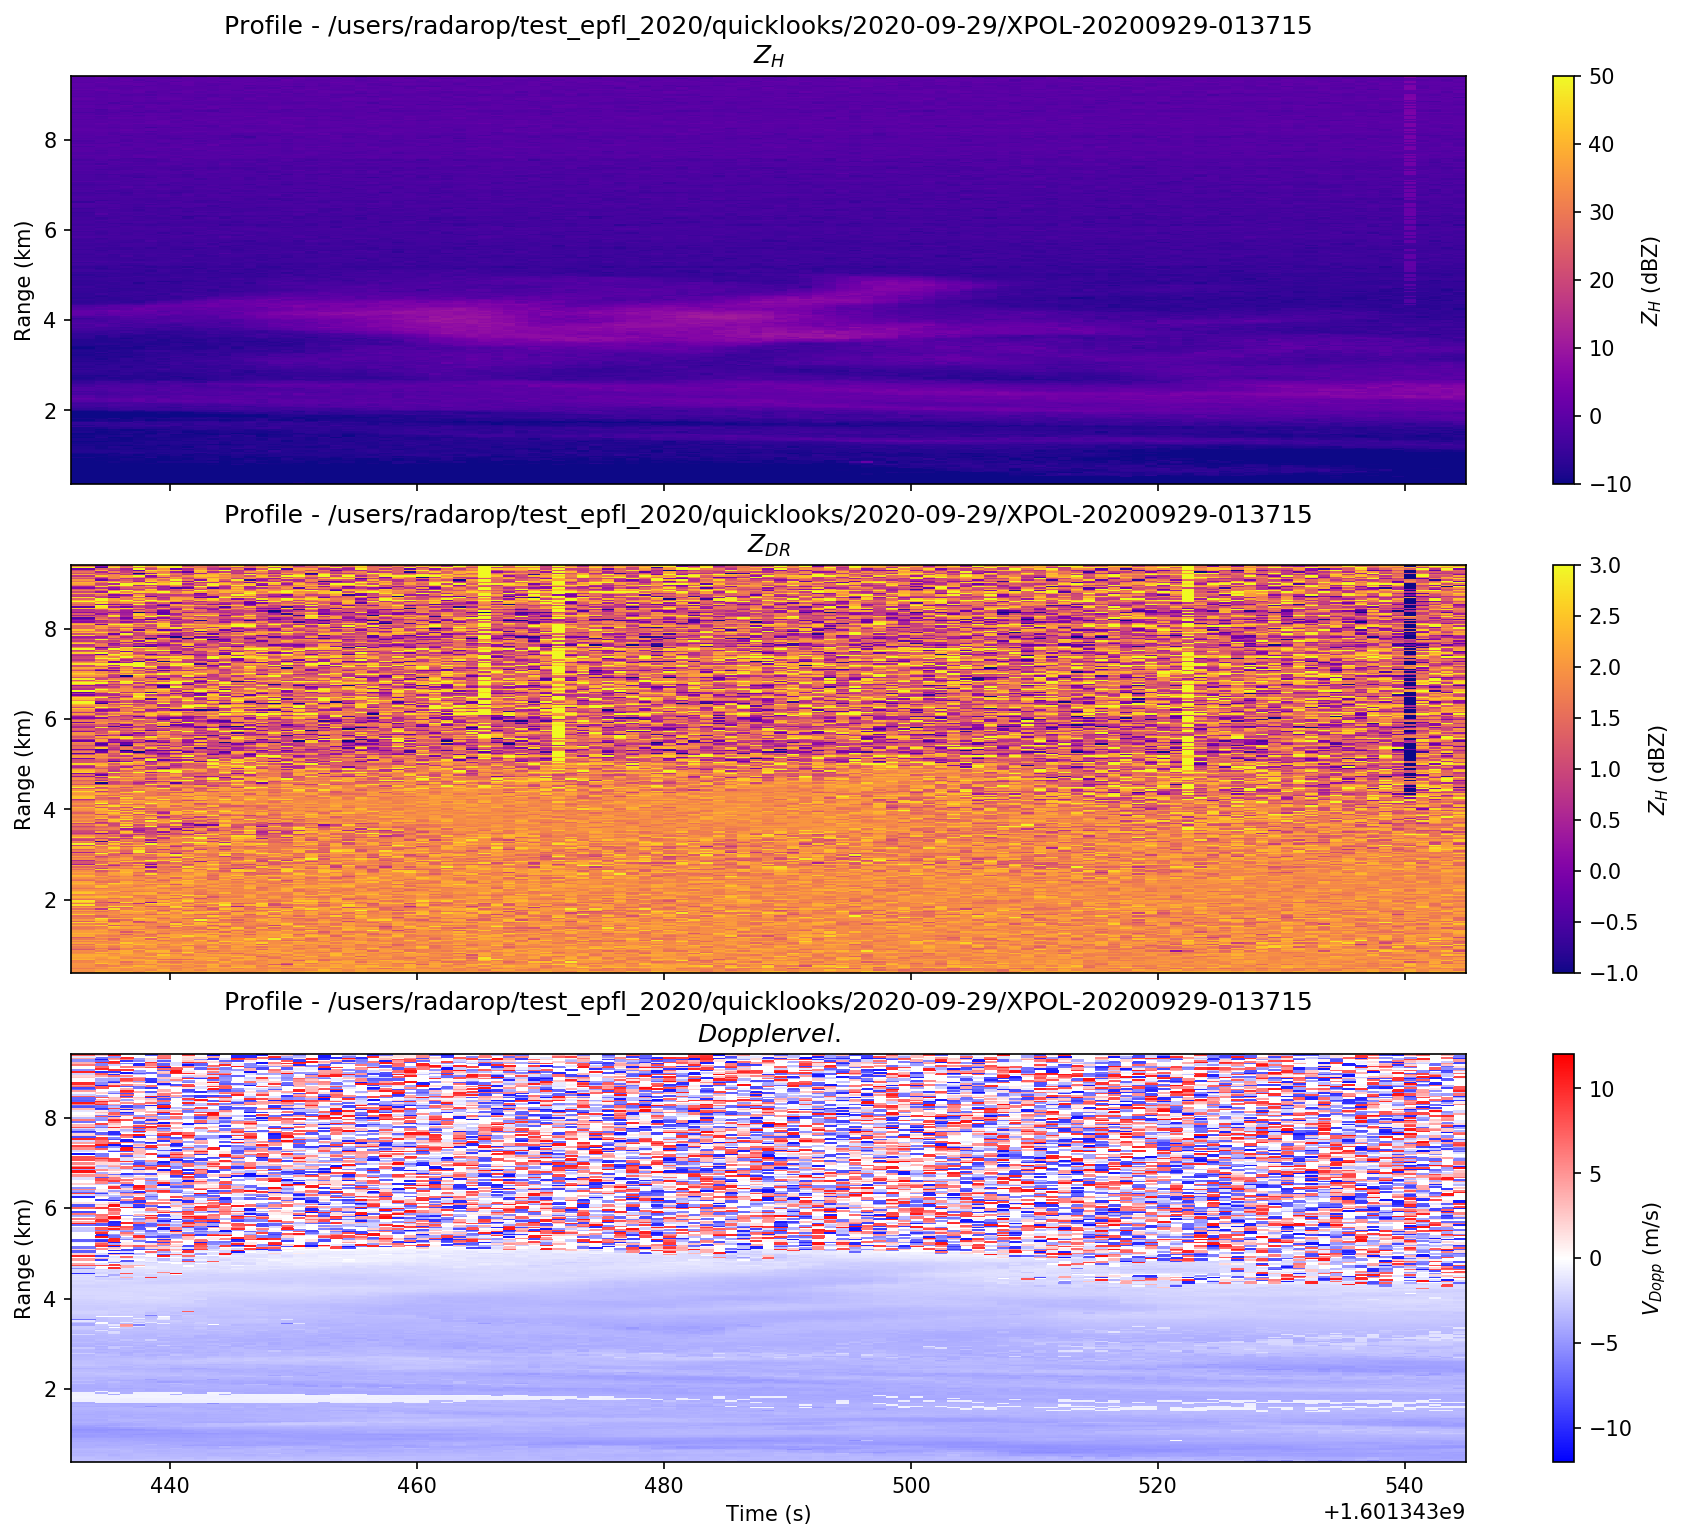 Profile - /users/radarop/test_epfl_2020/quicklooks/2020-09-29/XPOL-20200929-013715
Z_H
Range (km)
8
6
4
2
50
40
30
20
10
0
−10
Z_H (dBZ)
Profile - /users/radarop/test_epfl_2020/quicklooks/2020-09-29/XPOL-20200929-013715
Z_DR
Range (km)
8
6
4
2
3.0
2.5
2.0
1.5
1.0
0.5
0.0
−0.5
−1.0
Z_H (dBZ)
Profile - /users/radarop/test_epfl_2020/quicklooks/2020-09-29/XPOL-20200929-013715
Dopplervel.
Range (km)
8
6
4
2
10
5
0
−5
−10
V_Dopp (m/s)
440 460 480 500 520 540
Time (s)
+1.601343e9